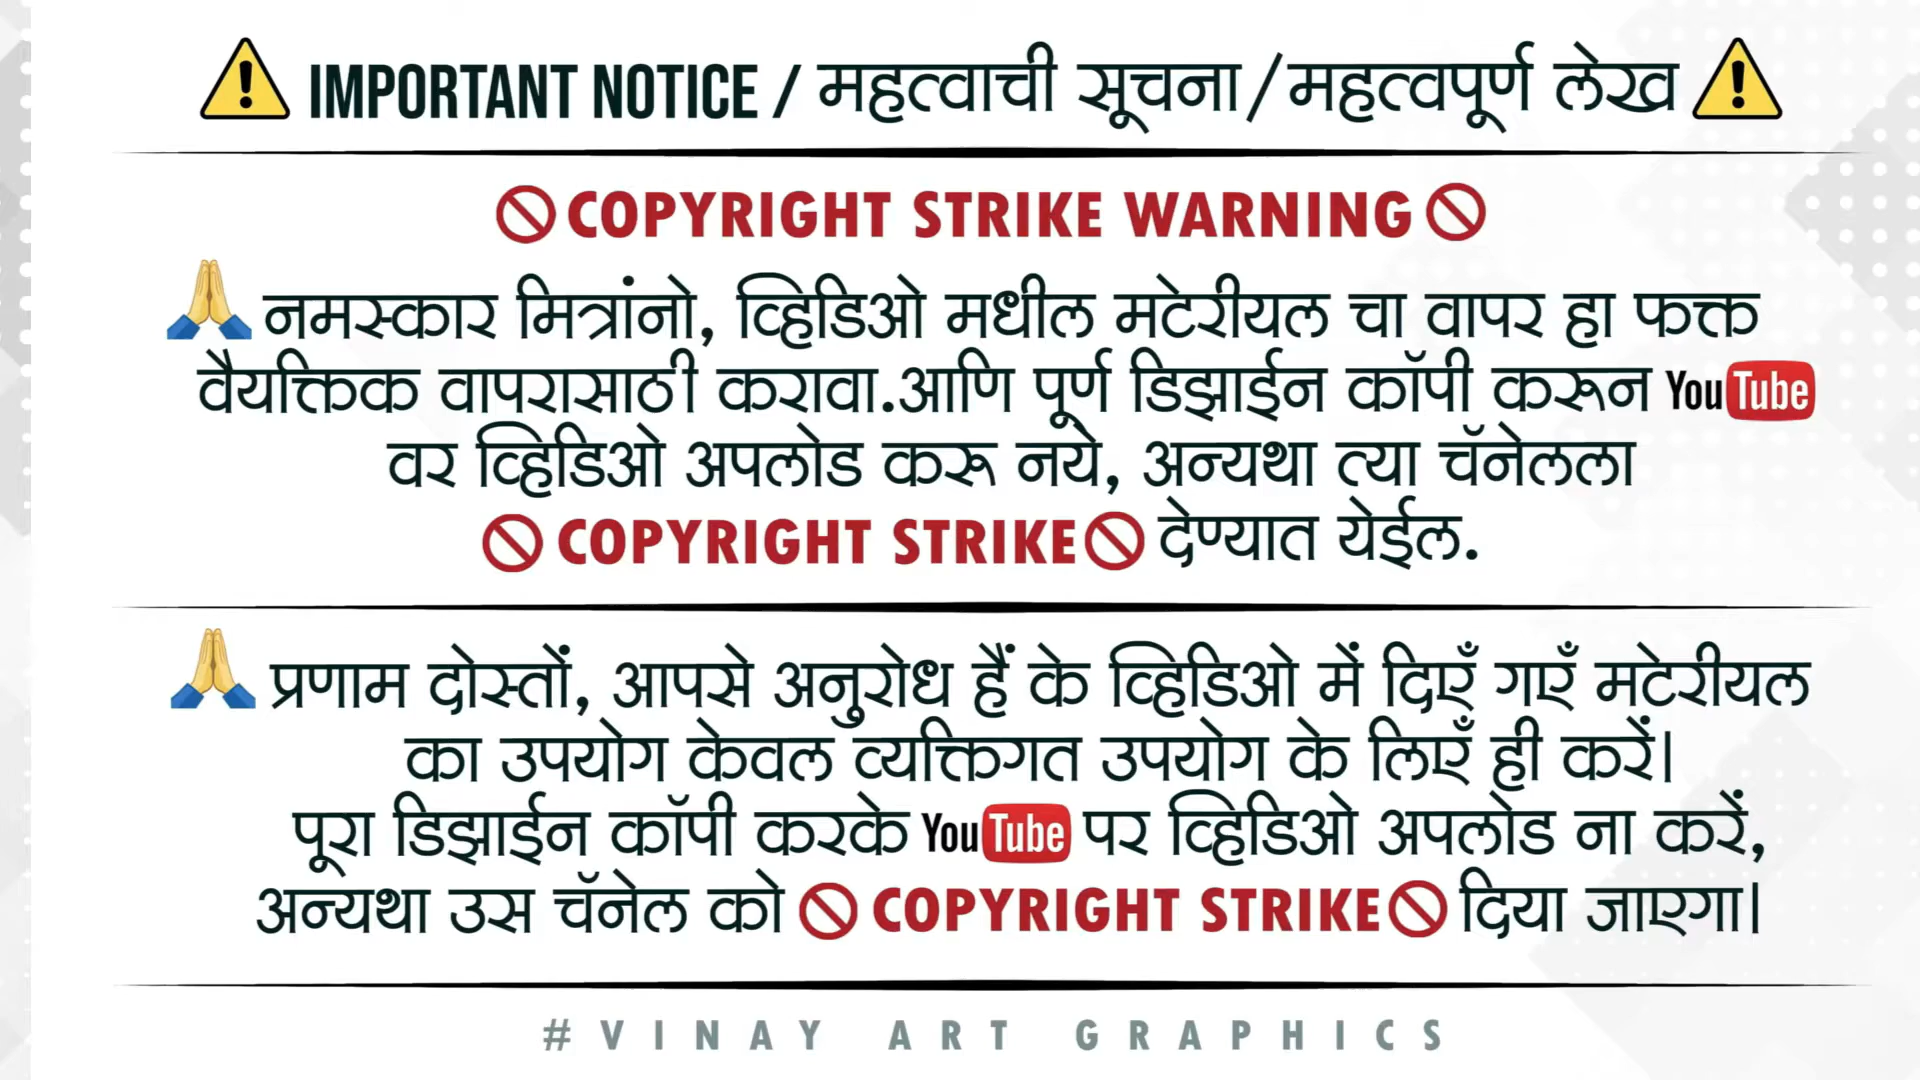 IMPORTANT NOTICE / महत्वाची सूचना/महत्वपूर्ण लेख
COPYRIGHT STRIKE WARNING
नमस्कार मित्रांनो, व्हिडिओ मधील मटेरीयल चा वापर हा फक्त
वैयक्तिक वापरासाठी करावा.आणि पूर्ण डिझाईन कॉपी करून YouTube
वर व्हिडिओ अपलोड करू नये, अन्यथा त्या चॅनेलला
COPYRIGHT STRIKE देण्यात येईल.
प्रणाम दोस्तों, आपसे अनुरोध हैं के व्हिडिओ में दिएँ गएँ मटेरीयल
का उपयोग केवल व्यक्तिगत उपयोग के लिएँ ही करें।
पूरा डिझाईन कॉपी करके YouTube पर व्हिडिओ अपलोड ना करें,
अन्यथा उस चॅनेल को COPYRIGHT STRIKE दिया जाएगा।
#VINAY ART GRAPHICS